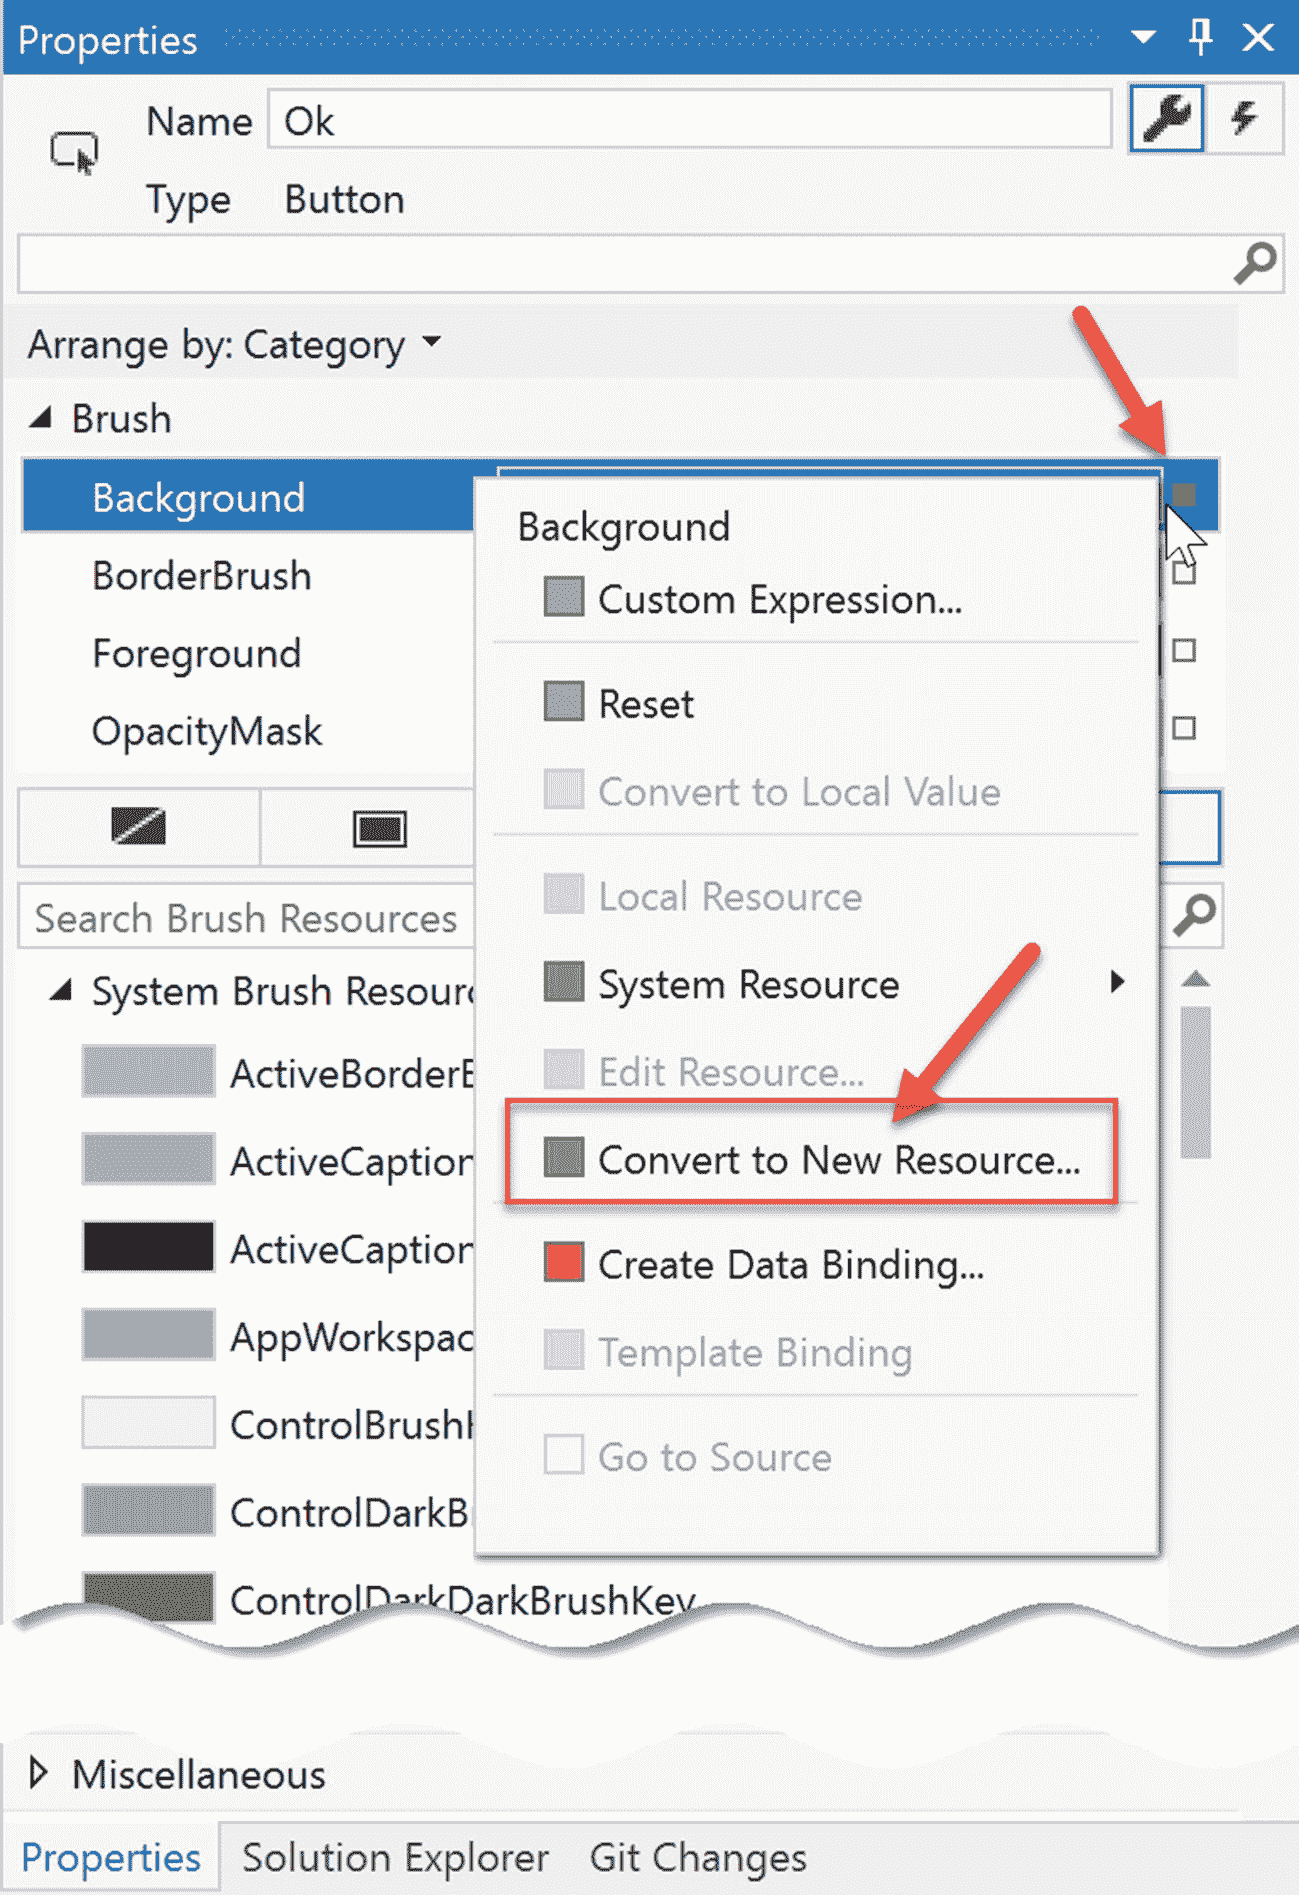 Properties
Name Ok
Type Button
Arrange by: Category
Brush
Background
BorderBrush
Foreground
OpacityMask
Search Brush Resources
System Brush Resourc
ActiveBorder
ActiveCaption
ActiveCaption
AppWorkspac
ControlBrush
ControlDarkB
ControlDarkDarkBrushKey
Background
Custom Expression...
Reset
Convert to Local Value
Local Resource
System Resource
Edit Resource...
Convert to New Resource...
Create Data Binding...
Template Binding
Go to Source
Miscellaneous
Properties Solution Explorer Git Changes